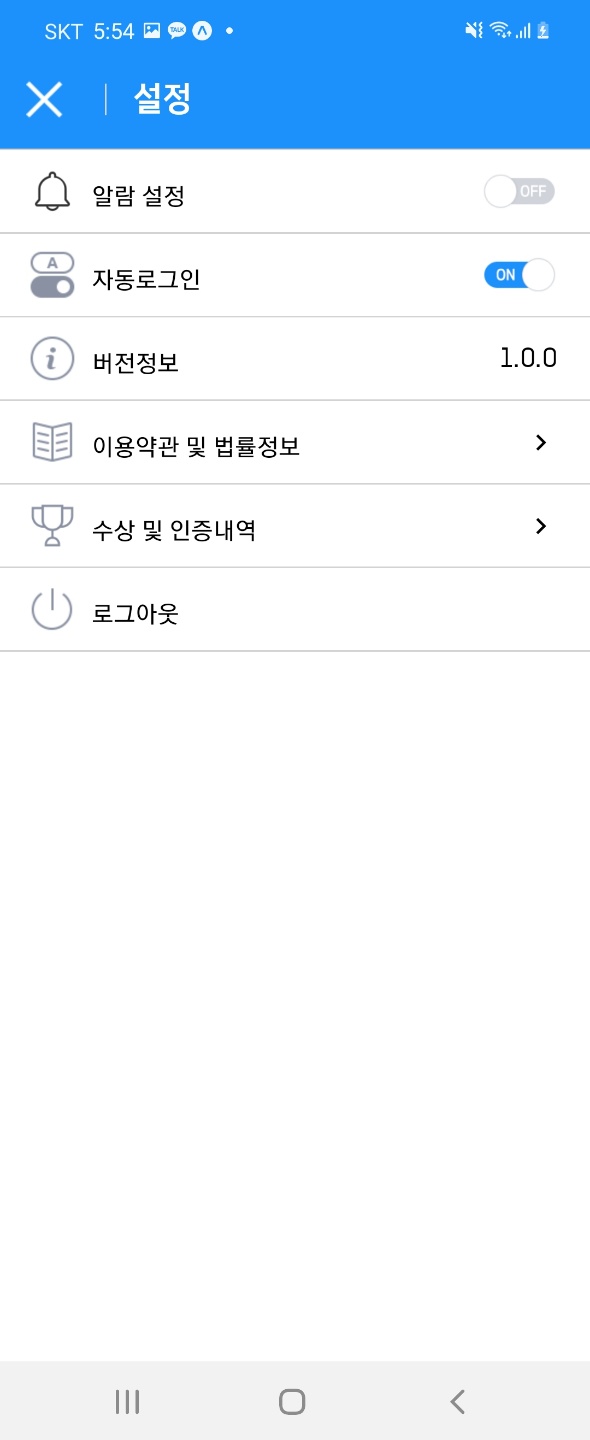 SKT 5:54 TALK
설정
알람 설정 OFF
A 자동로그인 ON
i 버전정보 1.0.0
이용약관 및 법률정보
수상 및 인증내역
로그아웃